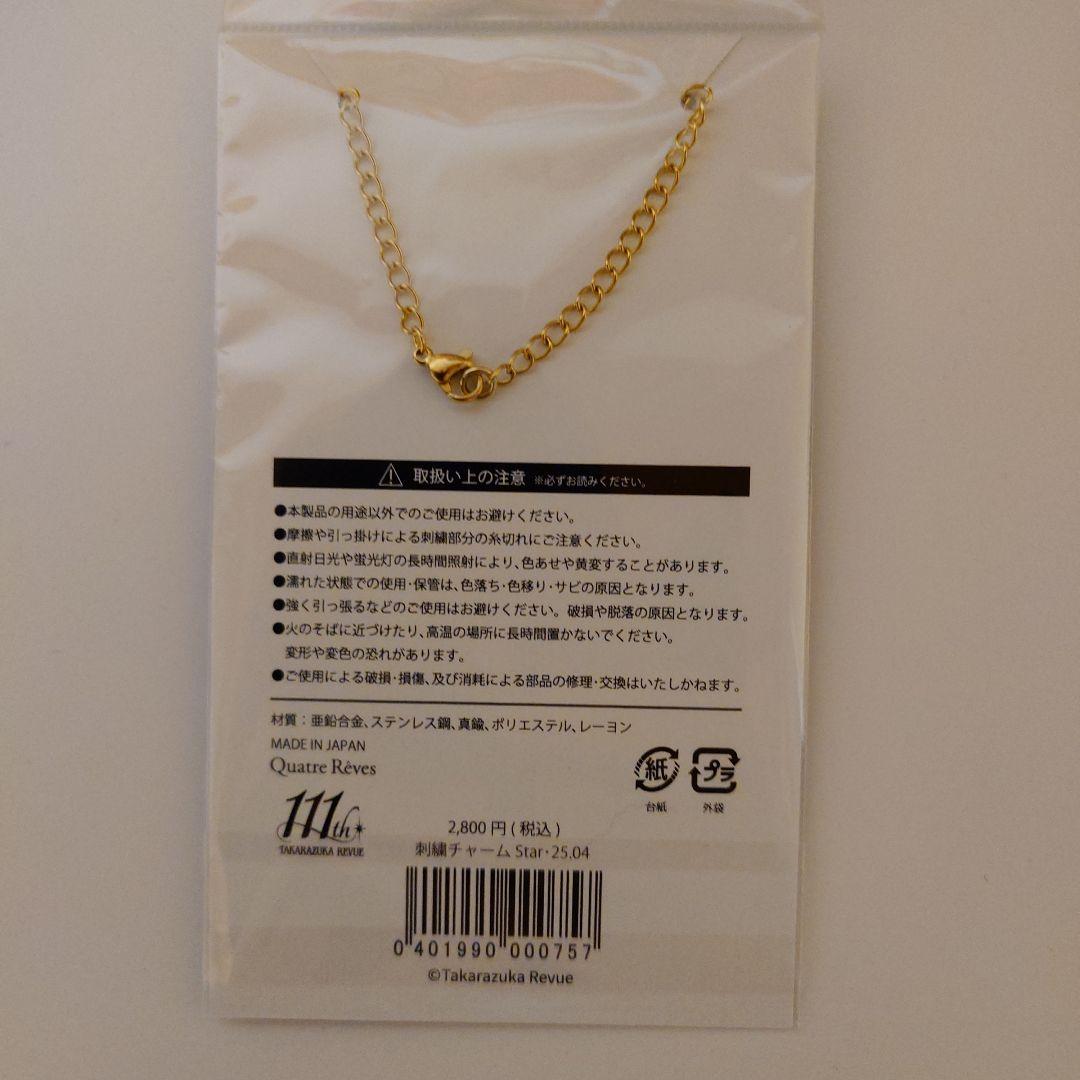 取扱い上の注意 ※必ずお読みください。
●本製品の用途以外でのご使用はお避けください。
●摩擦や引っ掛けによる刺繍部分の糸切れにご注意ください。
●直射日光や蛍光灯の長時間照射により、色あせや黄変することがあります。
●濡れた状態での使用・保管は、色落ち・色移り・サビの原因となります。
●強く引っ張るなどのご使用はお避けください。破損や脱落の原因となります。
●火のそばに近づけたり、高温の場所に長時間置かないでください。
変形や変色の恐れがあります。
●ご使用による破損・損傷、及び消耗による部品の修理・交換はいたしかねます。
材質：亜鉛合金、ステンレス鋼、真鍮、ポリエステル、レーヨン
MADE IN JAPAN
Quatre Rêves
紙 プラ
台紙 外袋
111th
TAKARAZUKA REVUE
2,800円(税込)
刺繍チャーム Star・25.04
0 401990 000757
©Takarazuka Revue